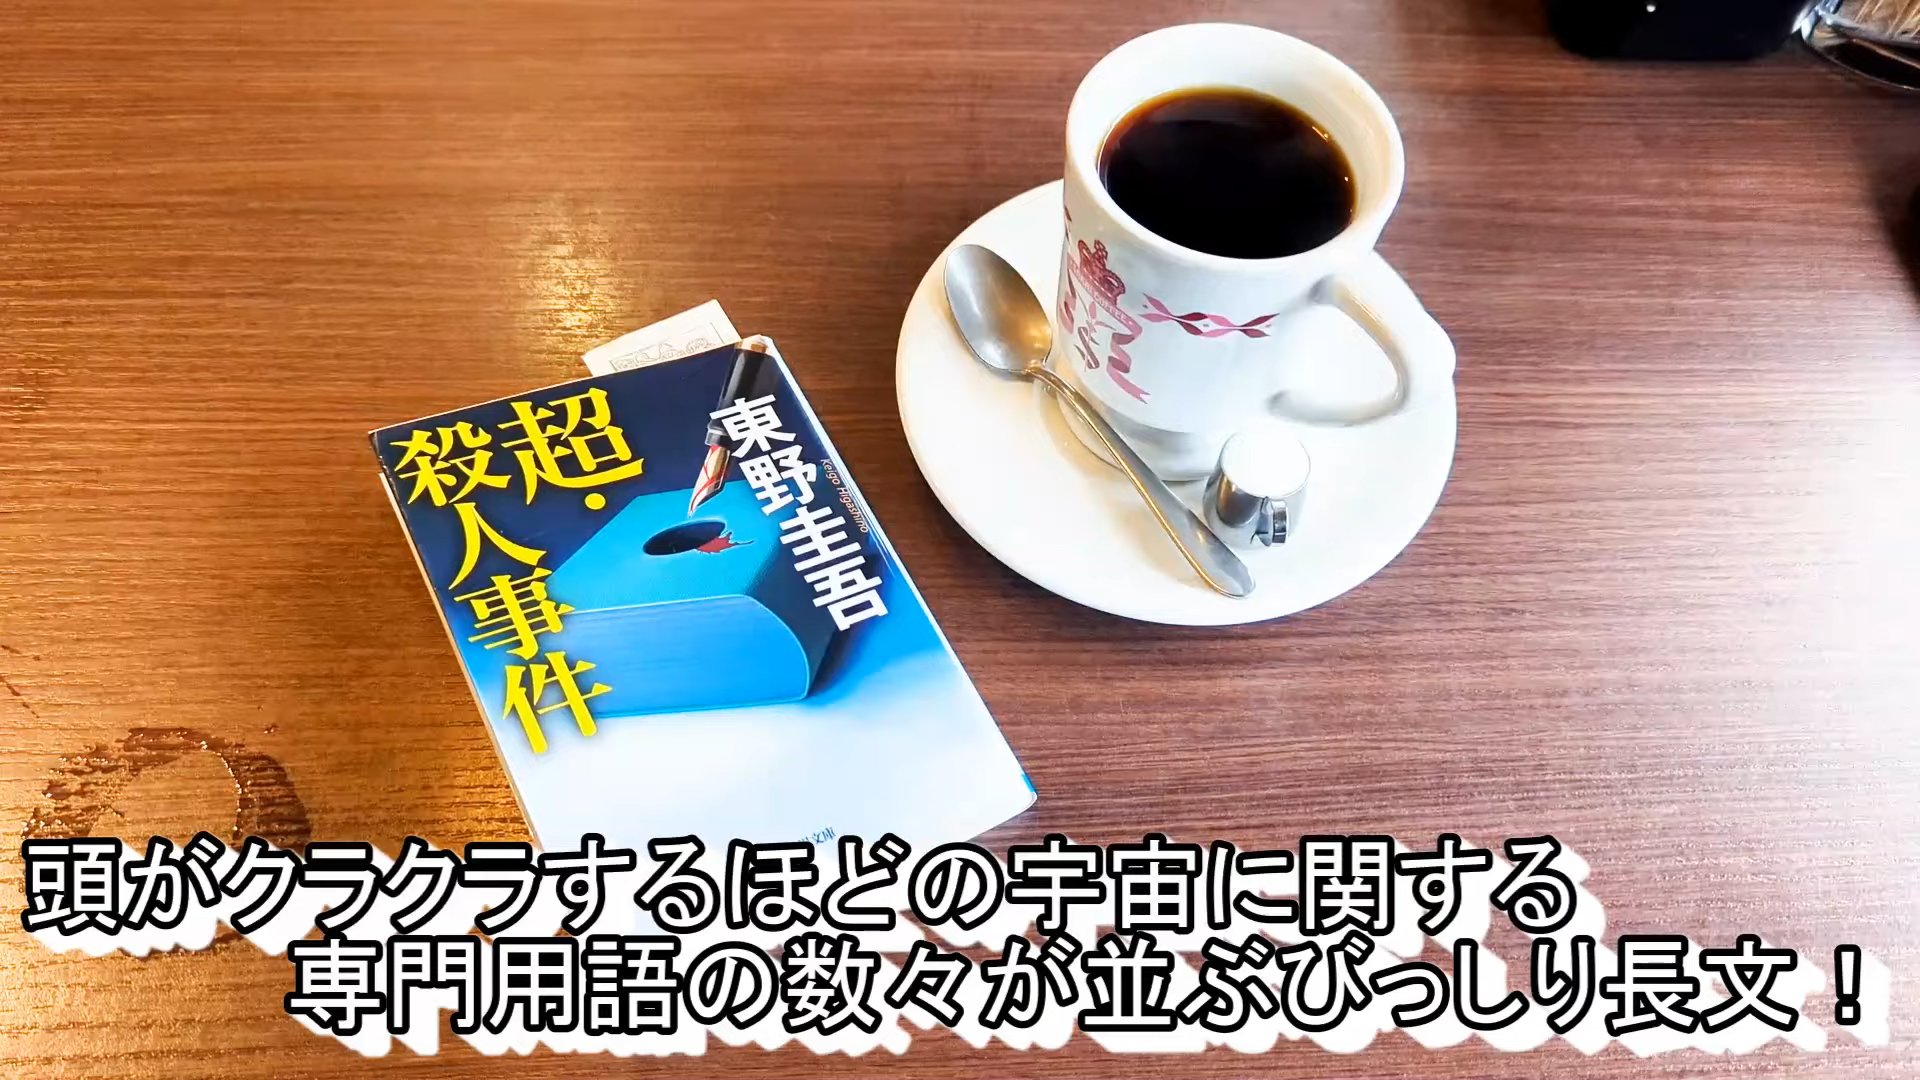 超・
殺人事件
東野圭吾
Keigo Higashino
文庫
頭がクラクラするほどの宇宙に関する
専門用語の数々が並ぶびっしり長文！